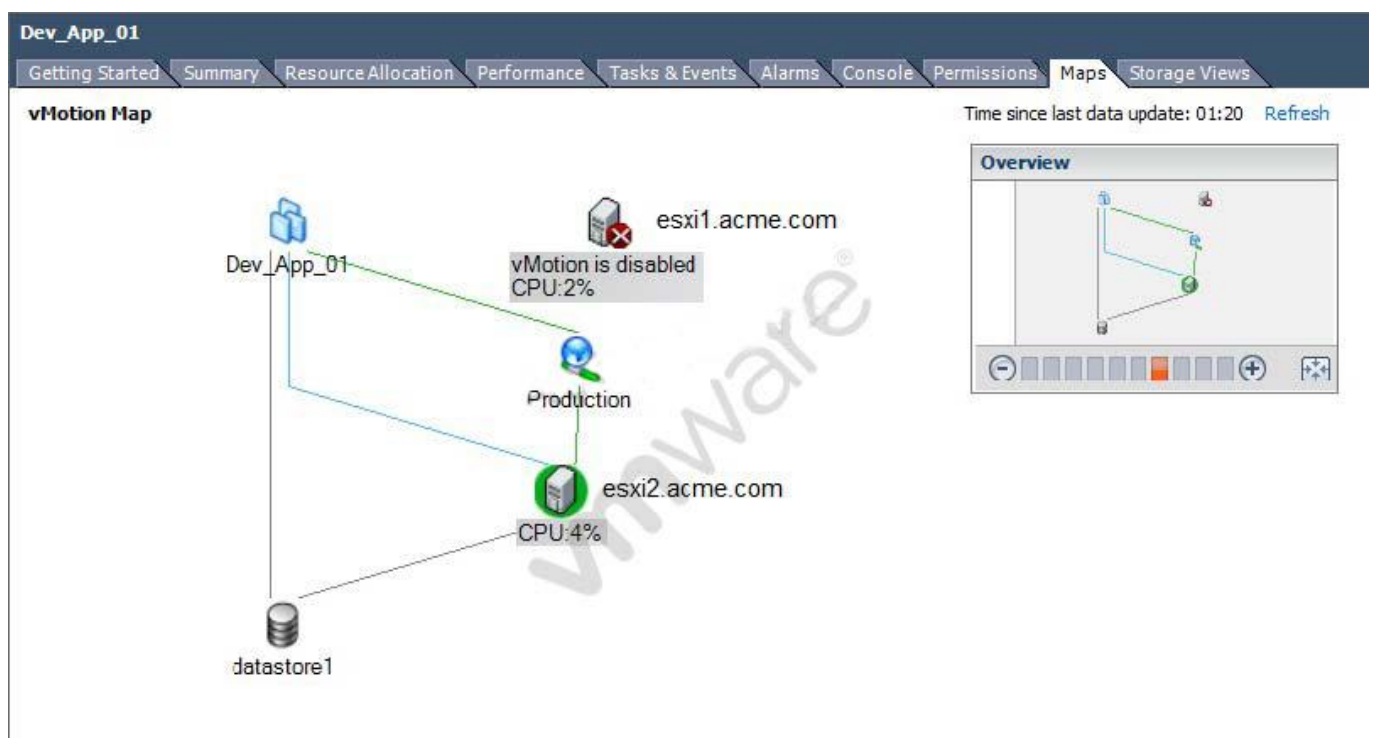 Dev_App_01
Getting Started Summary Resource Allocation Performance Tasks & Events Alarms Console Permissions Maps Storage Views
vMotion Map
Time since last data update: 01:20 Refresh
Overview
esxi1.acme.com
Dev_App_01
vMotion is disabled
CPU:2%
Production
esxi2.acme.com
CPU:4%
datastore1
vmware®